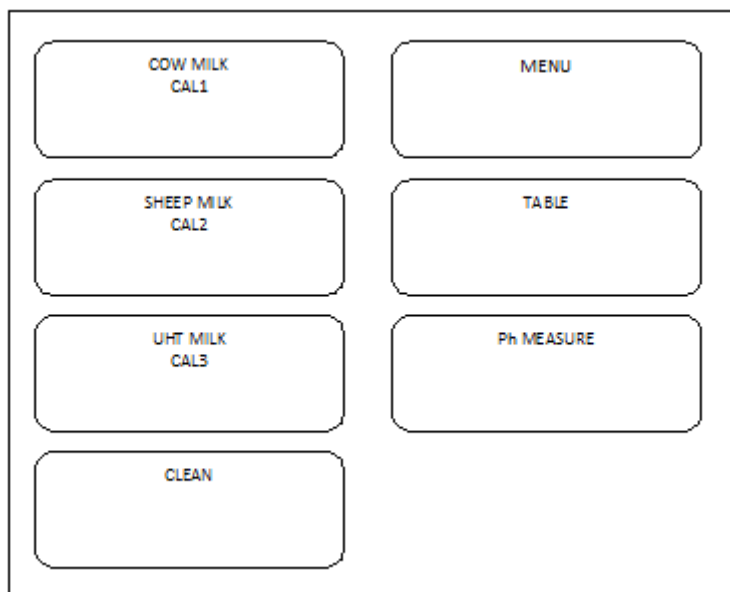 COW MILK
CAL1
MENU
SHEEP MILK
CAL2
TABLE
UHT MILK
CAL3
Ph MEASURE
CLEAN